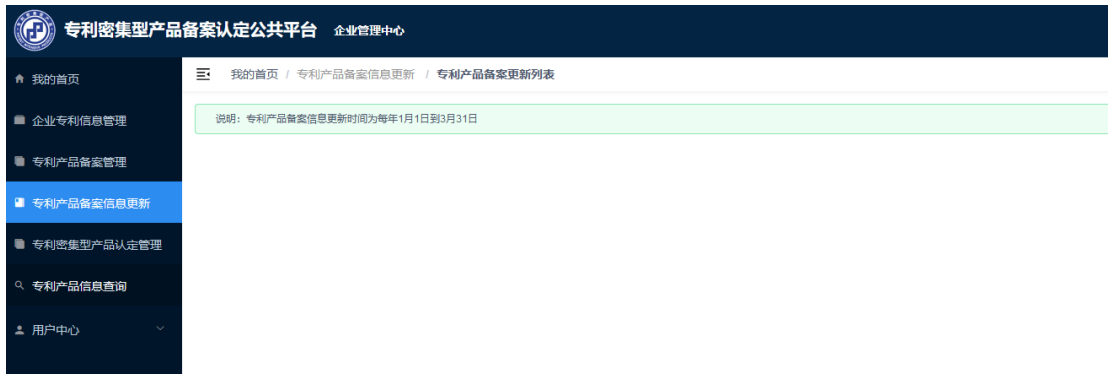 专利密集型产品备案认定公共平台 企业管理中心
我的首页
我的首页 / 专利产品备案信息更新 / 专利产品备案更新列表
企业专利信息管理
说明：专利产品备案信息更新时间为每年1月1日到3月31日
专利产品备案管理
专利产品备案信息更新
专利密集型产品认定管理
专利产品信息查询
用户中心